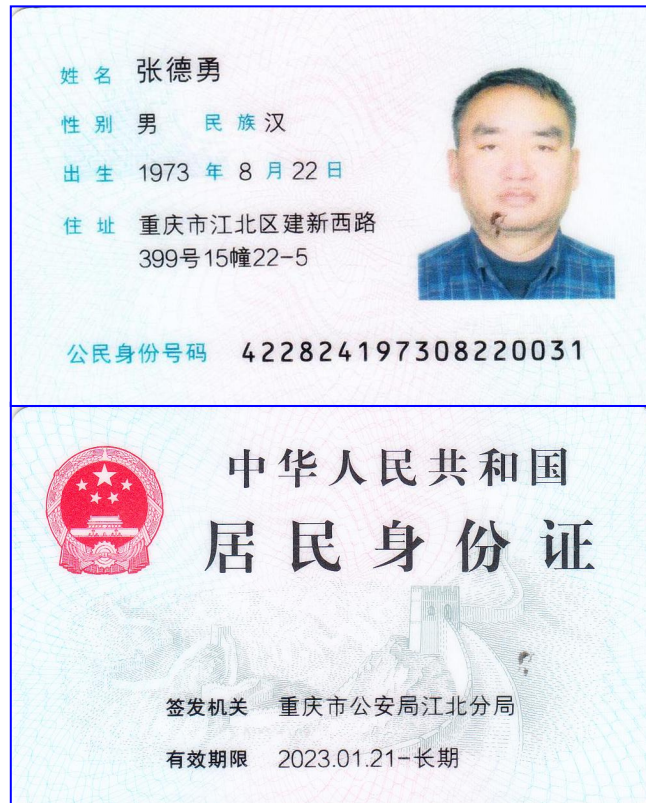 姓名 张德勇
性别 男 民族 汉
出生 1973 年 8 月 22 日
住址 重庆市江北区建新西路
399号15幢22-5
公民身份号码 422824197308220031
中华人民共和国
居民身份证
签发机关 重庆市公安局江北分局
有效期限 2023.01.21-长期